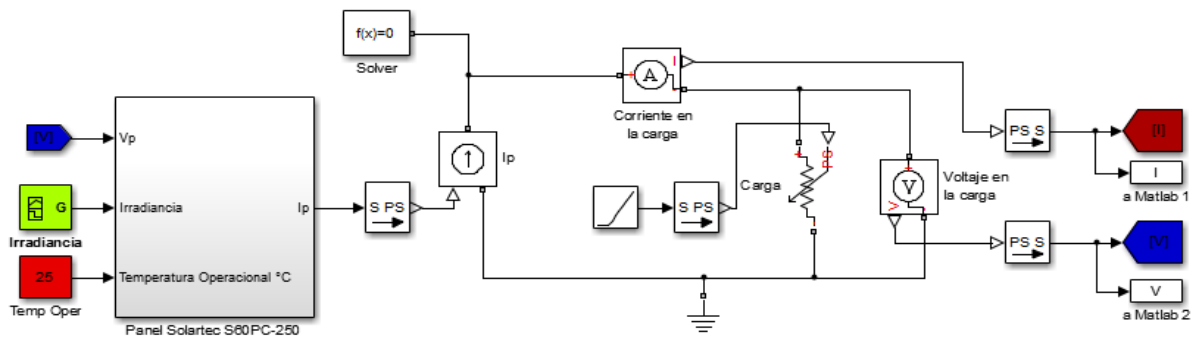 f(x)=0
Solver
A
I
+
-
Corriente en
la carga
[V]
Vp
G
Irradiancia
Irradiancia
Ip
25
Temp Oper
Temperatura Operacional °C
Panel Solartec S60PC-250
S PS
Ip
S PS
Carga
PS
+
-
V
+
-
V
Voltaje en
la carga
PS S
[I]
I
a Matlab 1
PS S
[V]
V
a Matlab 2